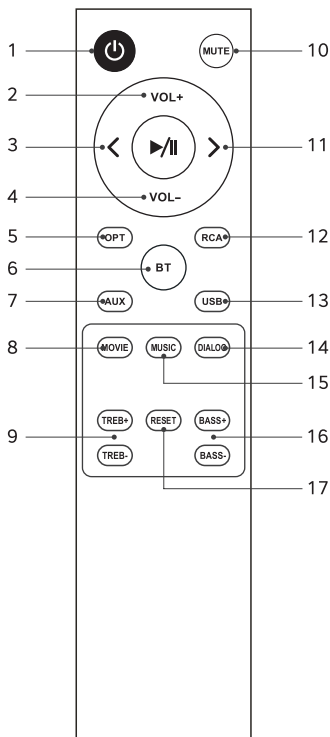 1
MUTE
10
2
VOL+
3
11
4
VOL–
5
OPT
RCA
12
6
BT
7
AUX
USB
13
8
MOVIE
MUSIC
DIALOG
14
15
TREB+
RESET
BASS+
9
16
TREB-
BASS-
17